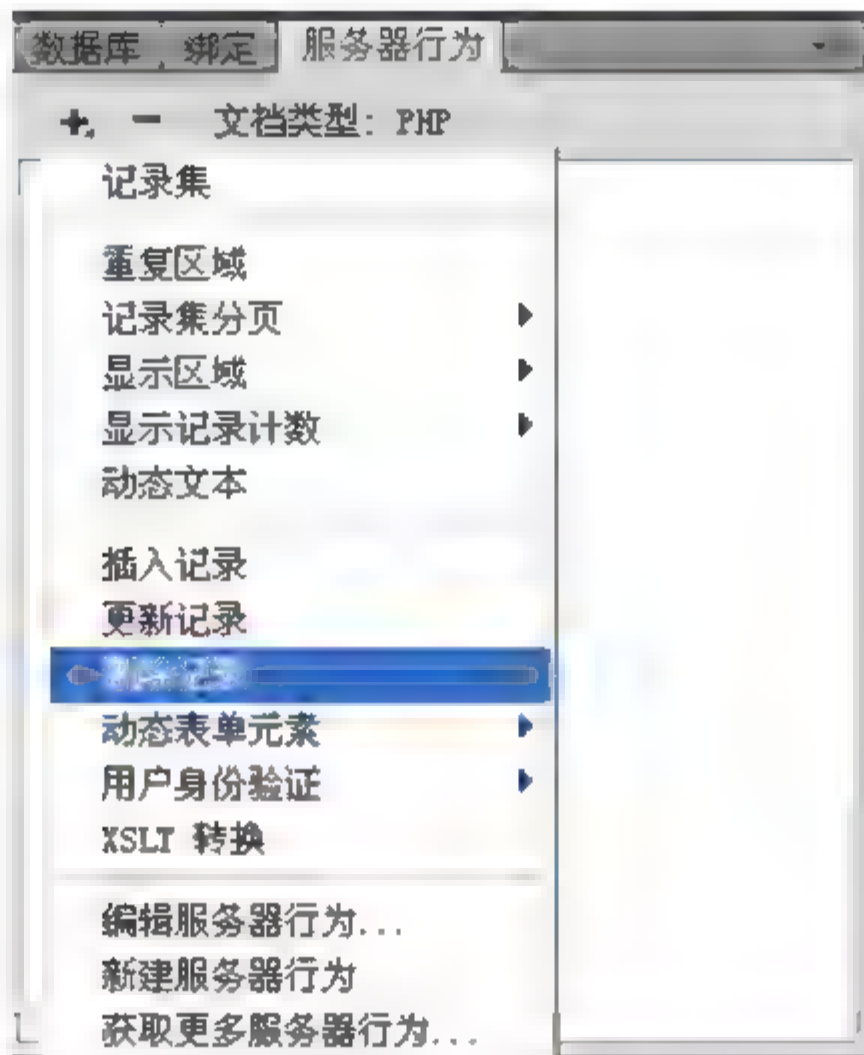 数据库 绑定 服务器行为
文档类型: PHP
记录集
重复区域
记录集分页
显示区域
显示记录计数
动态文本
插入记录
更新记录
动态表单元素
用户身份验证
XSLT 转换
编辑服务器行为...
新建服务器行为
获取更多服务器行为...